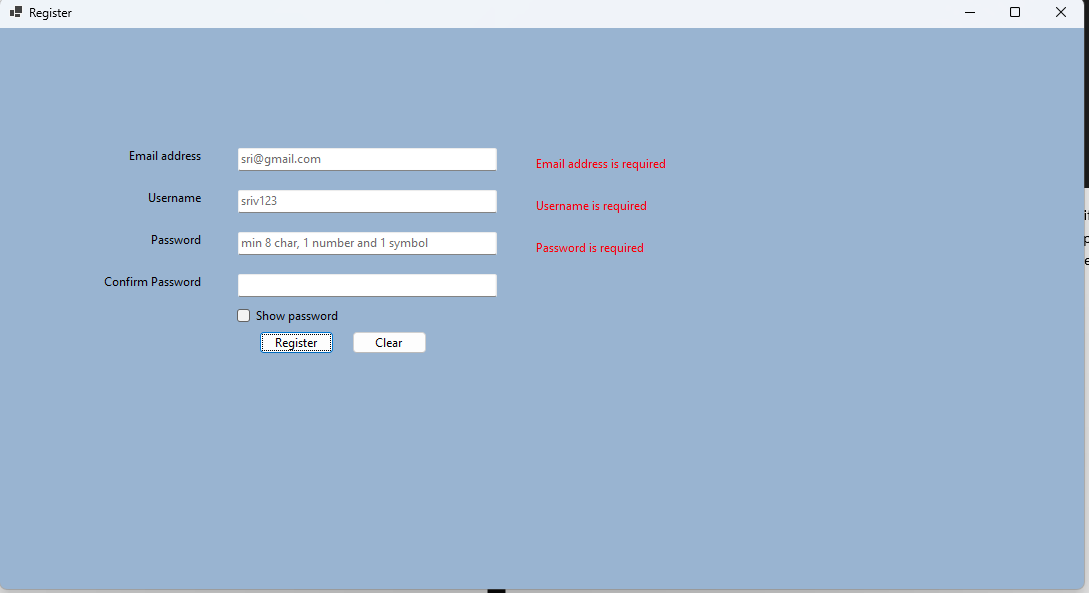 Register
Email address sri@gmail.com Email address is required
Username sriv123 Username is required
Password min 8 char, 1 number and 1 symbol Password is required
Confirm Password
Show password
Register Clear